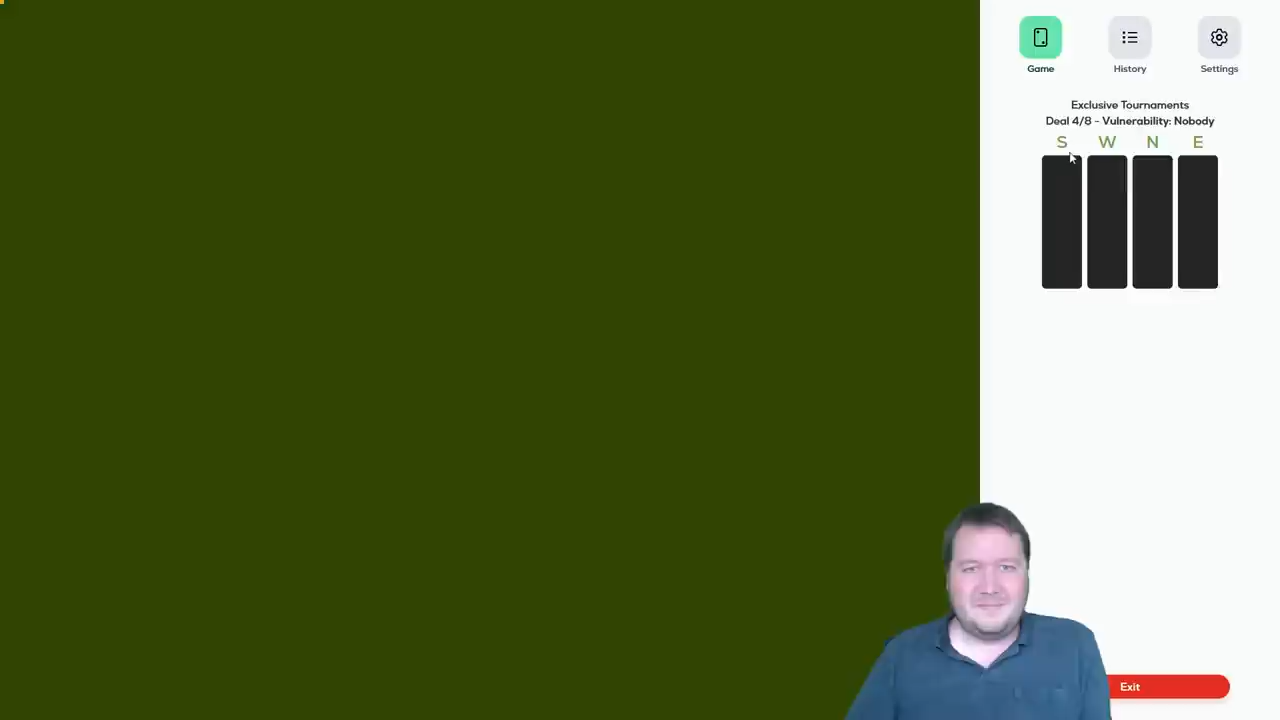 Game
History
Settings
Exclusive Tournaments
Deal 4/8 - Vulnerability: Nobody
S W N E
Exit